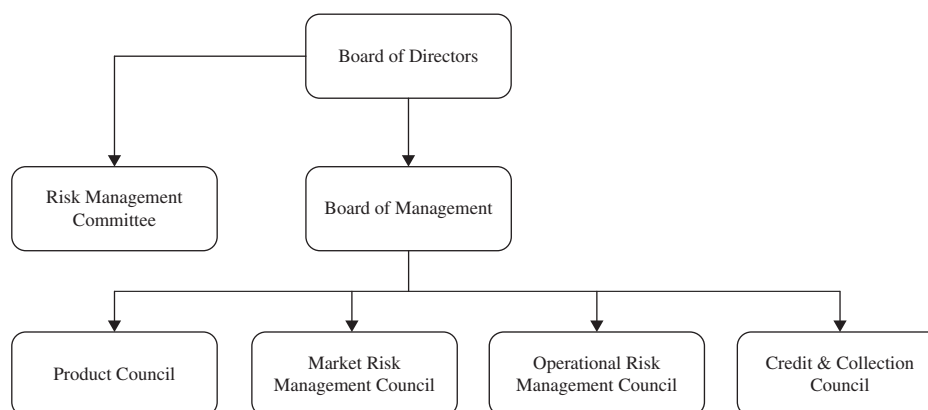 Board of Directors
Risk Management
Committee
Board of Management
Product Council
Market Risk
Management Council
Operational Risk
Management Council
Credit & Collection
Council